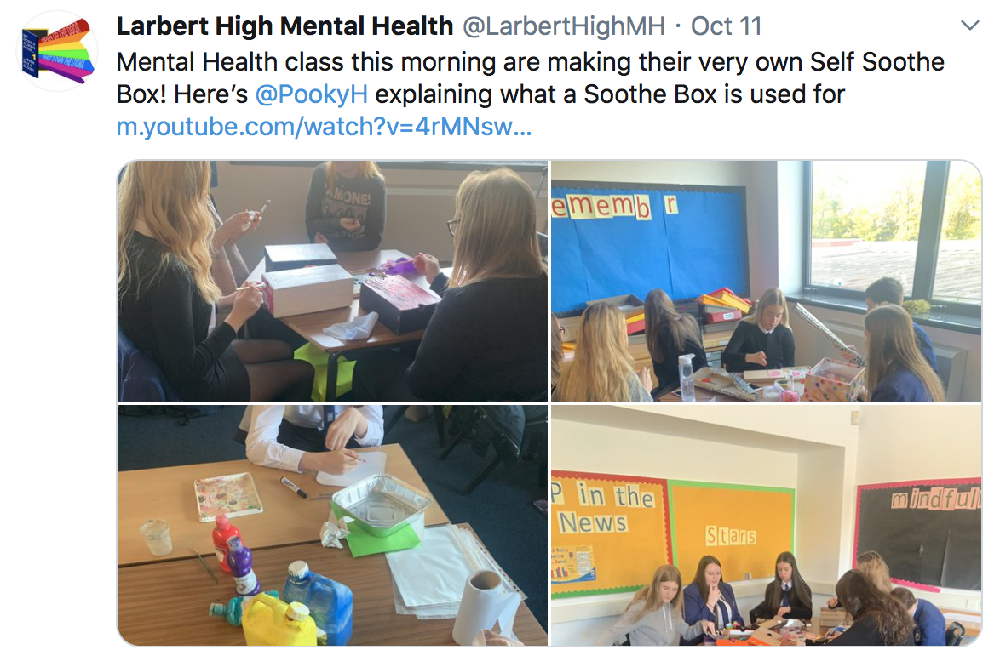 Larbert High Mental Health @LarbertHighMH · Oct 11
Mental Health class this morning are making their very own Self Soothe
Box! Here’s @PookyH explaining what a Soothe Box is used for
m.youtube.com/watch?v=4rMNsw...
RAMONES
ememb r
P in the
News
Stars
mindful